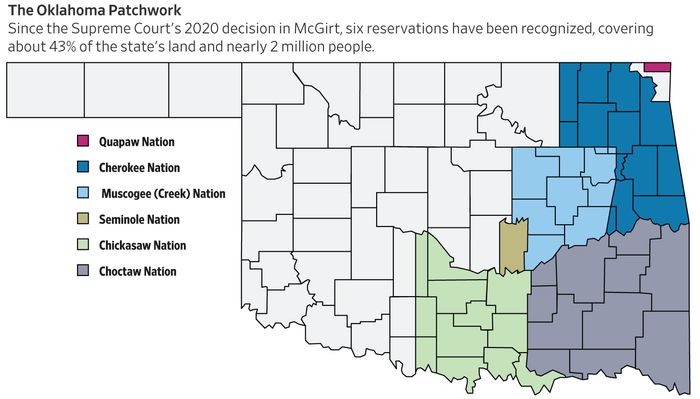 The Oklahoma Patchwork
Since the Supreme Court's 2020 decision in McGirt, six reservations have been recognized, covering
about 43% of the state's land and nearly 2 million people.
Quapaw Nation
Cherokee Nation
Muscogee (Creek) Nation
Seminole Nation
Chickasaw Nation
Choctaw Nation